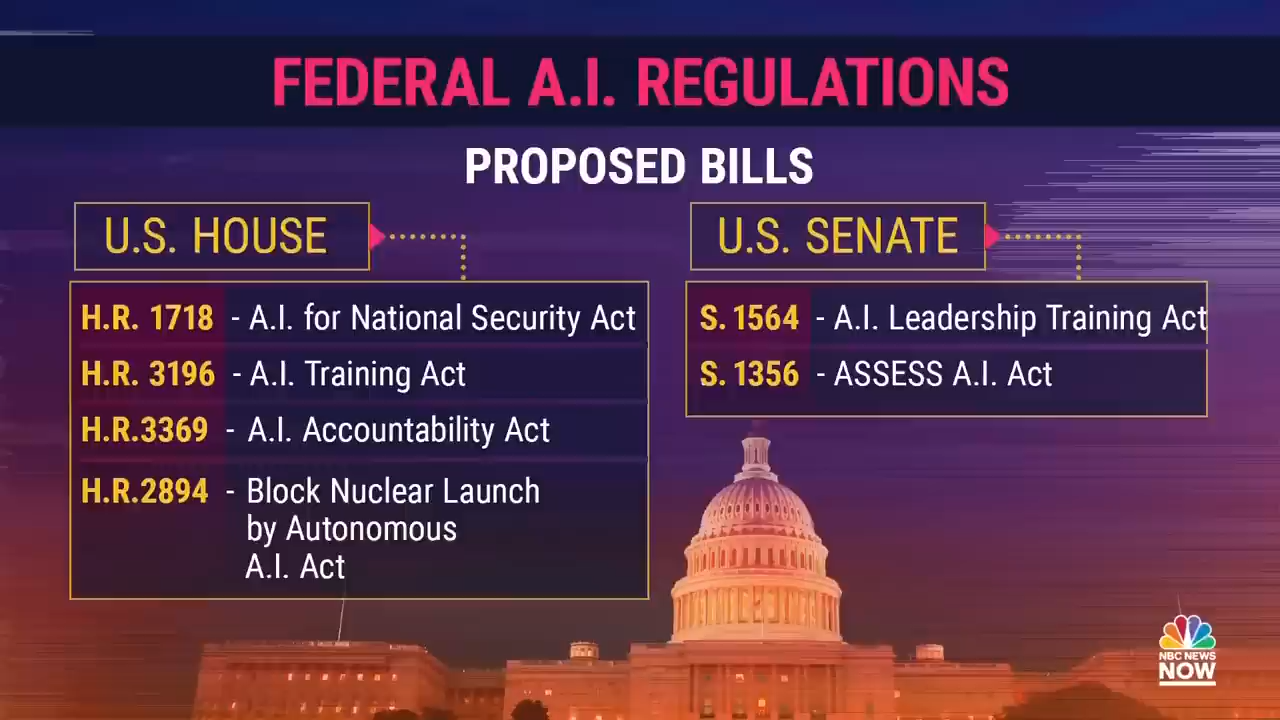 FEDERAL A.I. REGULATIONS
PROPOSED BILLS
U.S. HOUSE
H.R. 1718 - A.I. for National Security Act
H.R. 3196 - A.I. Training Act
H.R.3369 - A.I. Accountability Act
H.R.2894 - Block Nuclear Launch
by Autonomous
A.I. Act
U.S. SENATE
S. 1564 - A.I. Leadership Training Act
S. 1356 - ASSESS A.I. Act
NBC NEWS
NOW